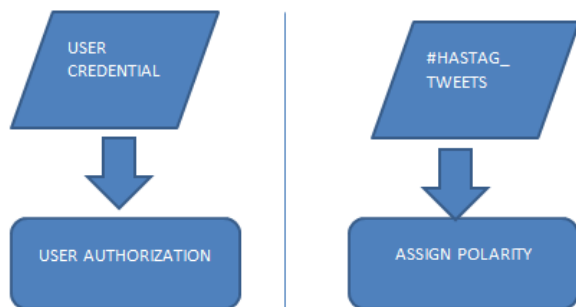 USER
CREDENTIAL
USER AUTHORIZATION
#HASTAG_
TWEETS
ASSIGN POLARITY